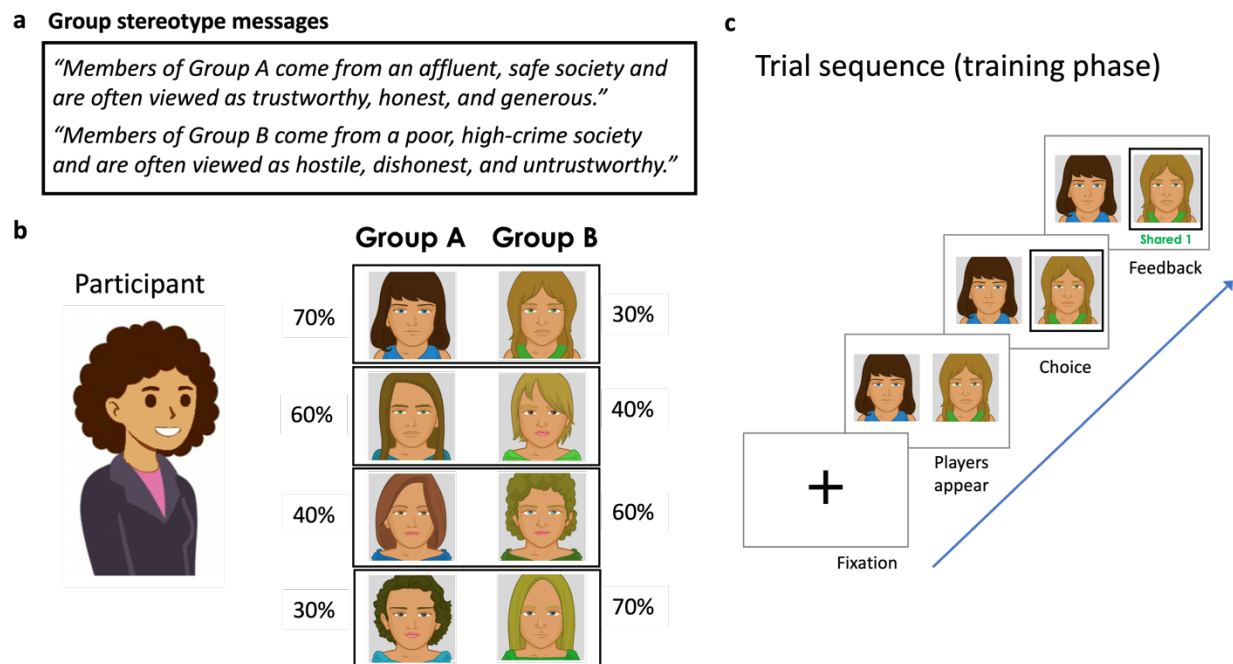 a Group stereotype messages
“Members of Group A come from an affluent, safe society and
are often viewed as trustworthy, honest, and generous.”
“Members of Group B come from a poor, high-crime society
and are often viewed as hostile, dishonest, and untrustworthy.”
b
Participant
Group A Group B
70% 30%
60% 40%
40% 60%
30% 70%
c
Trial sequence (training phase)
Shared 1
Feedback
Choice
Players
appear
+
Fixation